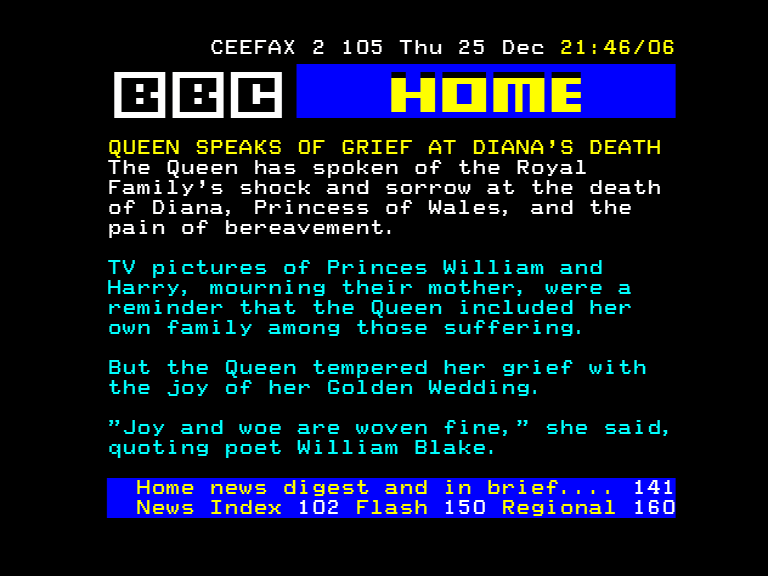 CEEFAX 2 105 Thu 25 Dec 21:46/06
BBC HOME
QUEEN SPEAKS OF GRIEF AT DIANA'S DEATH
The Queen has spoken of the Royal
Family's shock and sorrow at the death
of Diana, Princess of Wales, and the
pain of bereavement.
TV pictures of Princes William and
Harry, mourning their mother, were a
reminder that the Queen included her
own family among those suffering.
But the Queen tempered her grief with
the joy of her Golden Wedding.
"Joy and woe are woven fine," she said,
quoting poet William Blake.
Home news digest and in brief.... 141
News Index 102 Flash 150 Regional 160